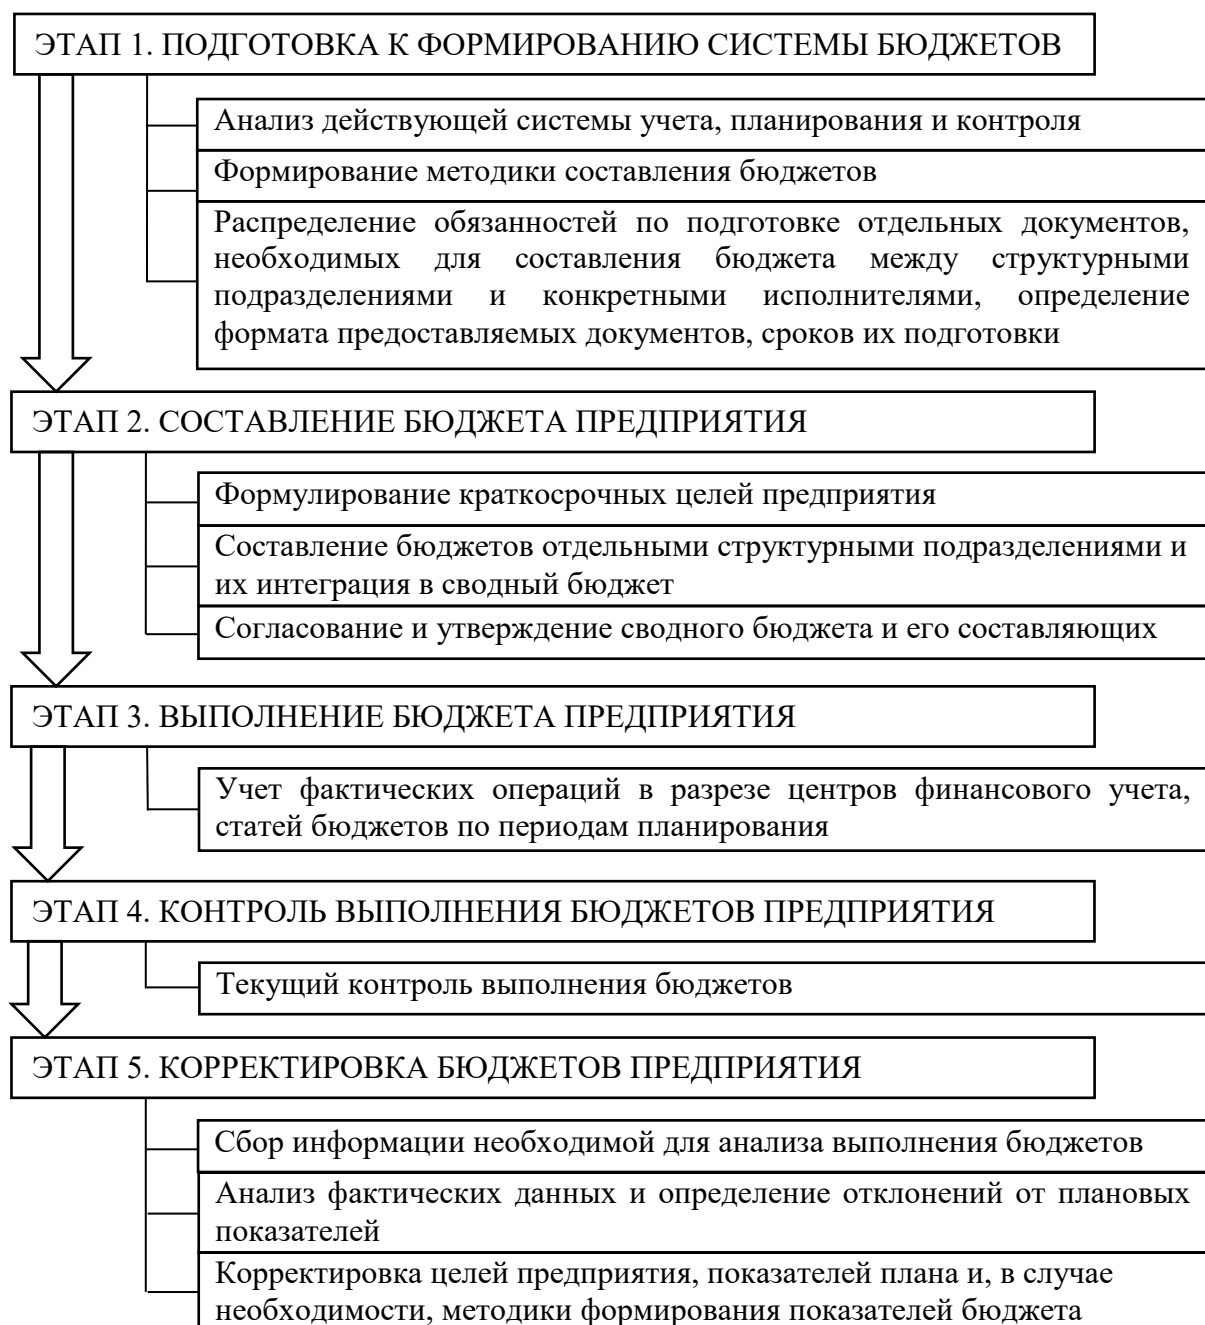 ЭТАП 1. ПОДГОТОВКА К ФОРМИРОВАНИЮ СИСТЕМЫ БЮДЖЕТОВ
Анализ действующей системы учета, планирования и контроля
Формирование методики составления бюджетов
Распределение обязанностей по подготовке отдельных документов,
необходимых для составления бюджета между структурными
подразделениями и конкретными исполнителями, определение
формата предоставляемых документов, сроков их подготовки
ЭТАП 2. СОСТАВЛЕНИЕ БЮДЖЕТА ПРЕДПРИЯТИЯ
Формулирование краткосрочных целей предприятия
Составление бюджетов отдельными структурными подразделениями и
их интеграция в сводный бюджет
Согласование и утверждение сводного бюджета и его составляющих
ЭТАП 3. ВЫПОЛНЕНИЕ БЮДЖЕТА ПРЕДПРИЯТИЯ
Учет фактических операций в разрезе центров финансового учета,
статей бюджетов по периодам планирования
ЭТАП 4. КОНТРОЛЬ ВЫПОЛНЕНИЯ БЮДЖЕТОВ ПРЕДПРИЯТИЯ
Текущий контроль выполнения бюджетов
ЭТАП 5. КОРРЕКТИРОВКА БЮДЖЕТОВ ПРЕДПРИЯТИЯ
Сбор информации необходимой для анализа выполнения бюджетов
Анализ фактических данных и определение отклонений от плановых
показателей
Корректировка целей предприятия, показателей плана и, в случае
необходимости, методики формирования показателей бюджета